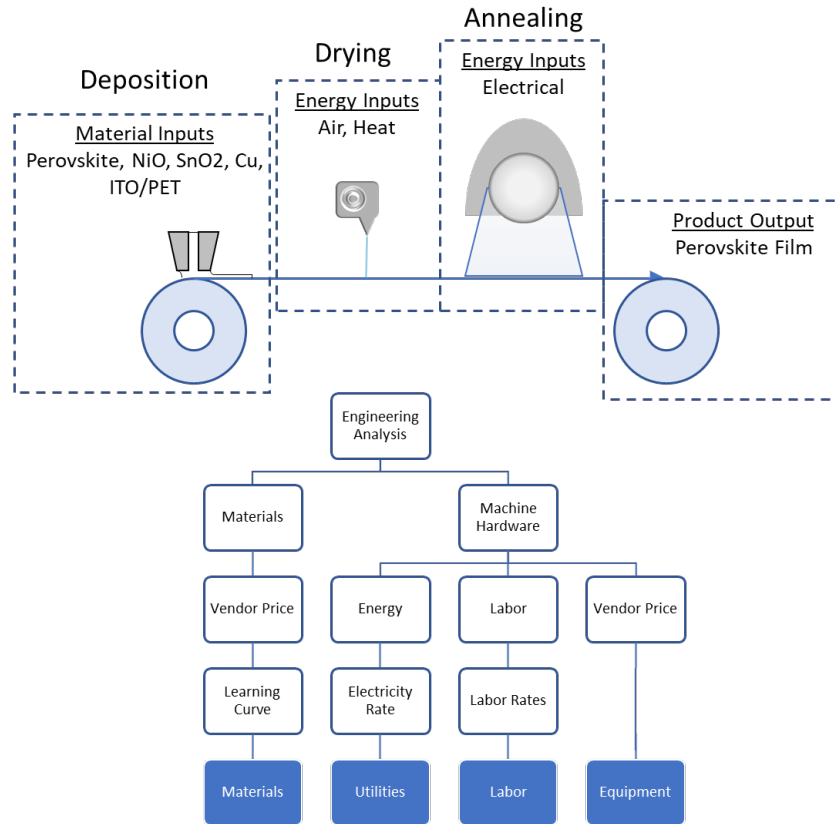 Deposition
Material Inputs
Perovskite, NiO, SnO2, Cu,
ITO/PET
Drying
Energy Inputs
Air, Heat
Annealing
Energy Inputs
Electrical
Product Output
Perovskite Film
Engineering
Analysis
Materials
Machine
Hardware
Vendor Price
Energy
Labor
Vendor Price
Learning
Curve
Electricity
Rate
Labor Rates
Materials
Utilities
Labor
Equipment